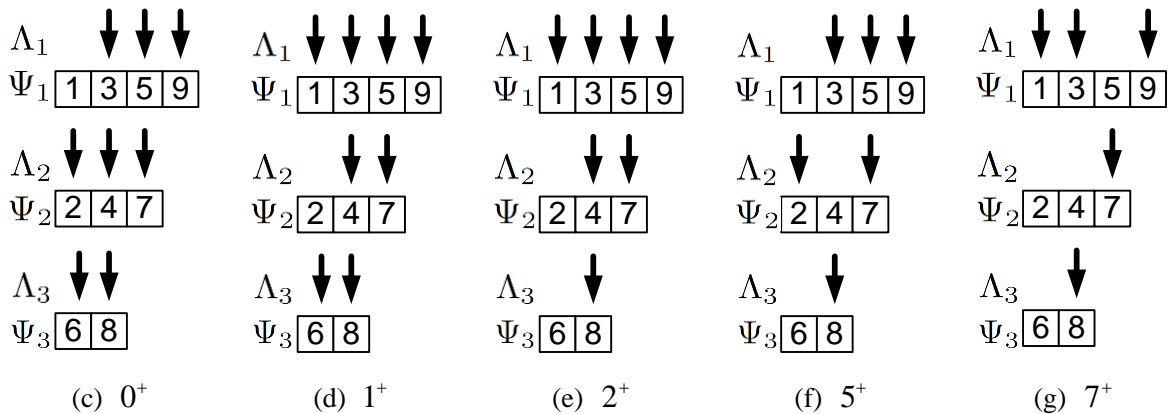 Λ1 Λ1 Λ1 Λ1 Λ1
Ψ1 1 3 5 9 Ψ1 1 3 5 9 Ψ1 1 3 5 9 Ψ1 1 3 5 9 Ψ1 1 3 5 9
Λ2 Λ2 Λ2 Λ2 Λ2
Ψ2 2 4 7 Ψ2 2 4 7 Ψ2 2 4 7 Ψ2 2 4 7 Ψ2 2 4 7
Λ3 Λ3 Λ3 Λ3 Λ3
Ψ3 6 8 Ψ3 6 8 Ψ3 6 8 Ψ3 6 8 Ψ3 6 8
(c) 0+ (d) 1+ (e) 2+ (f) 5+ (g) 7+